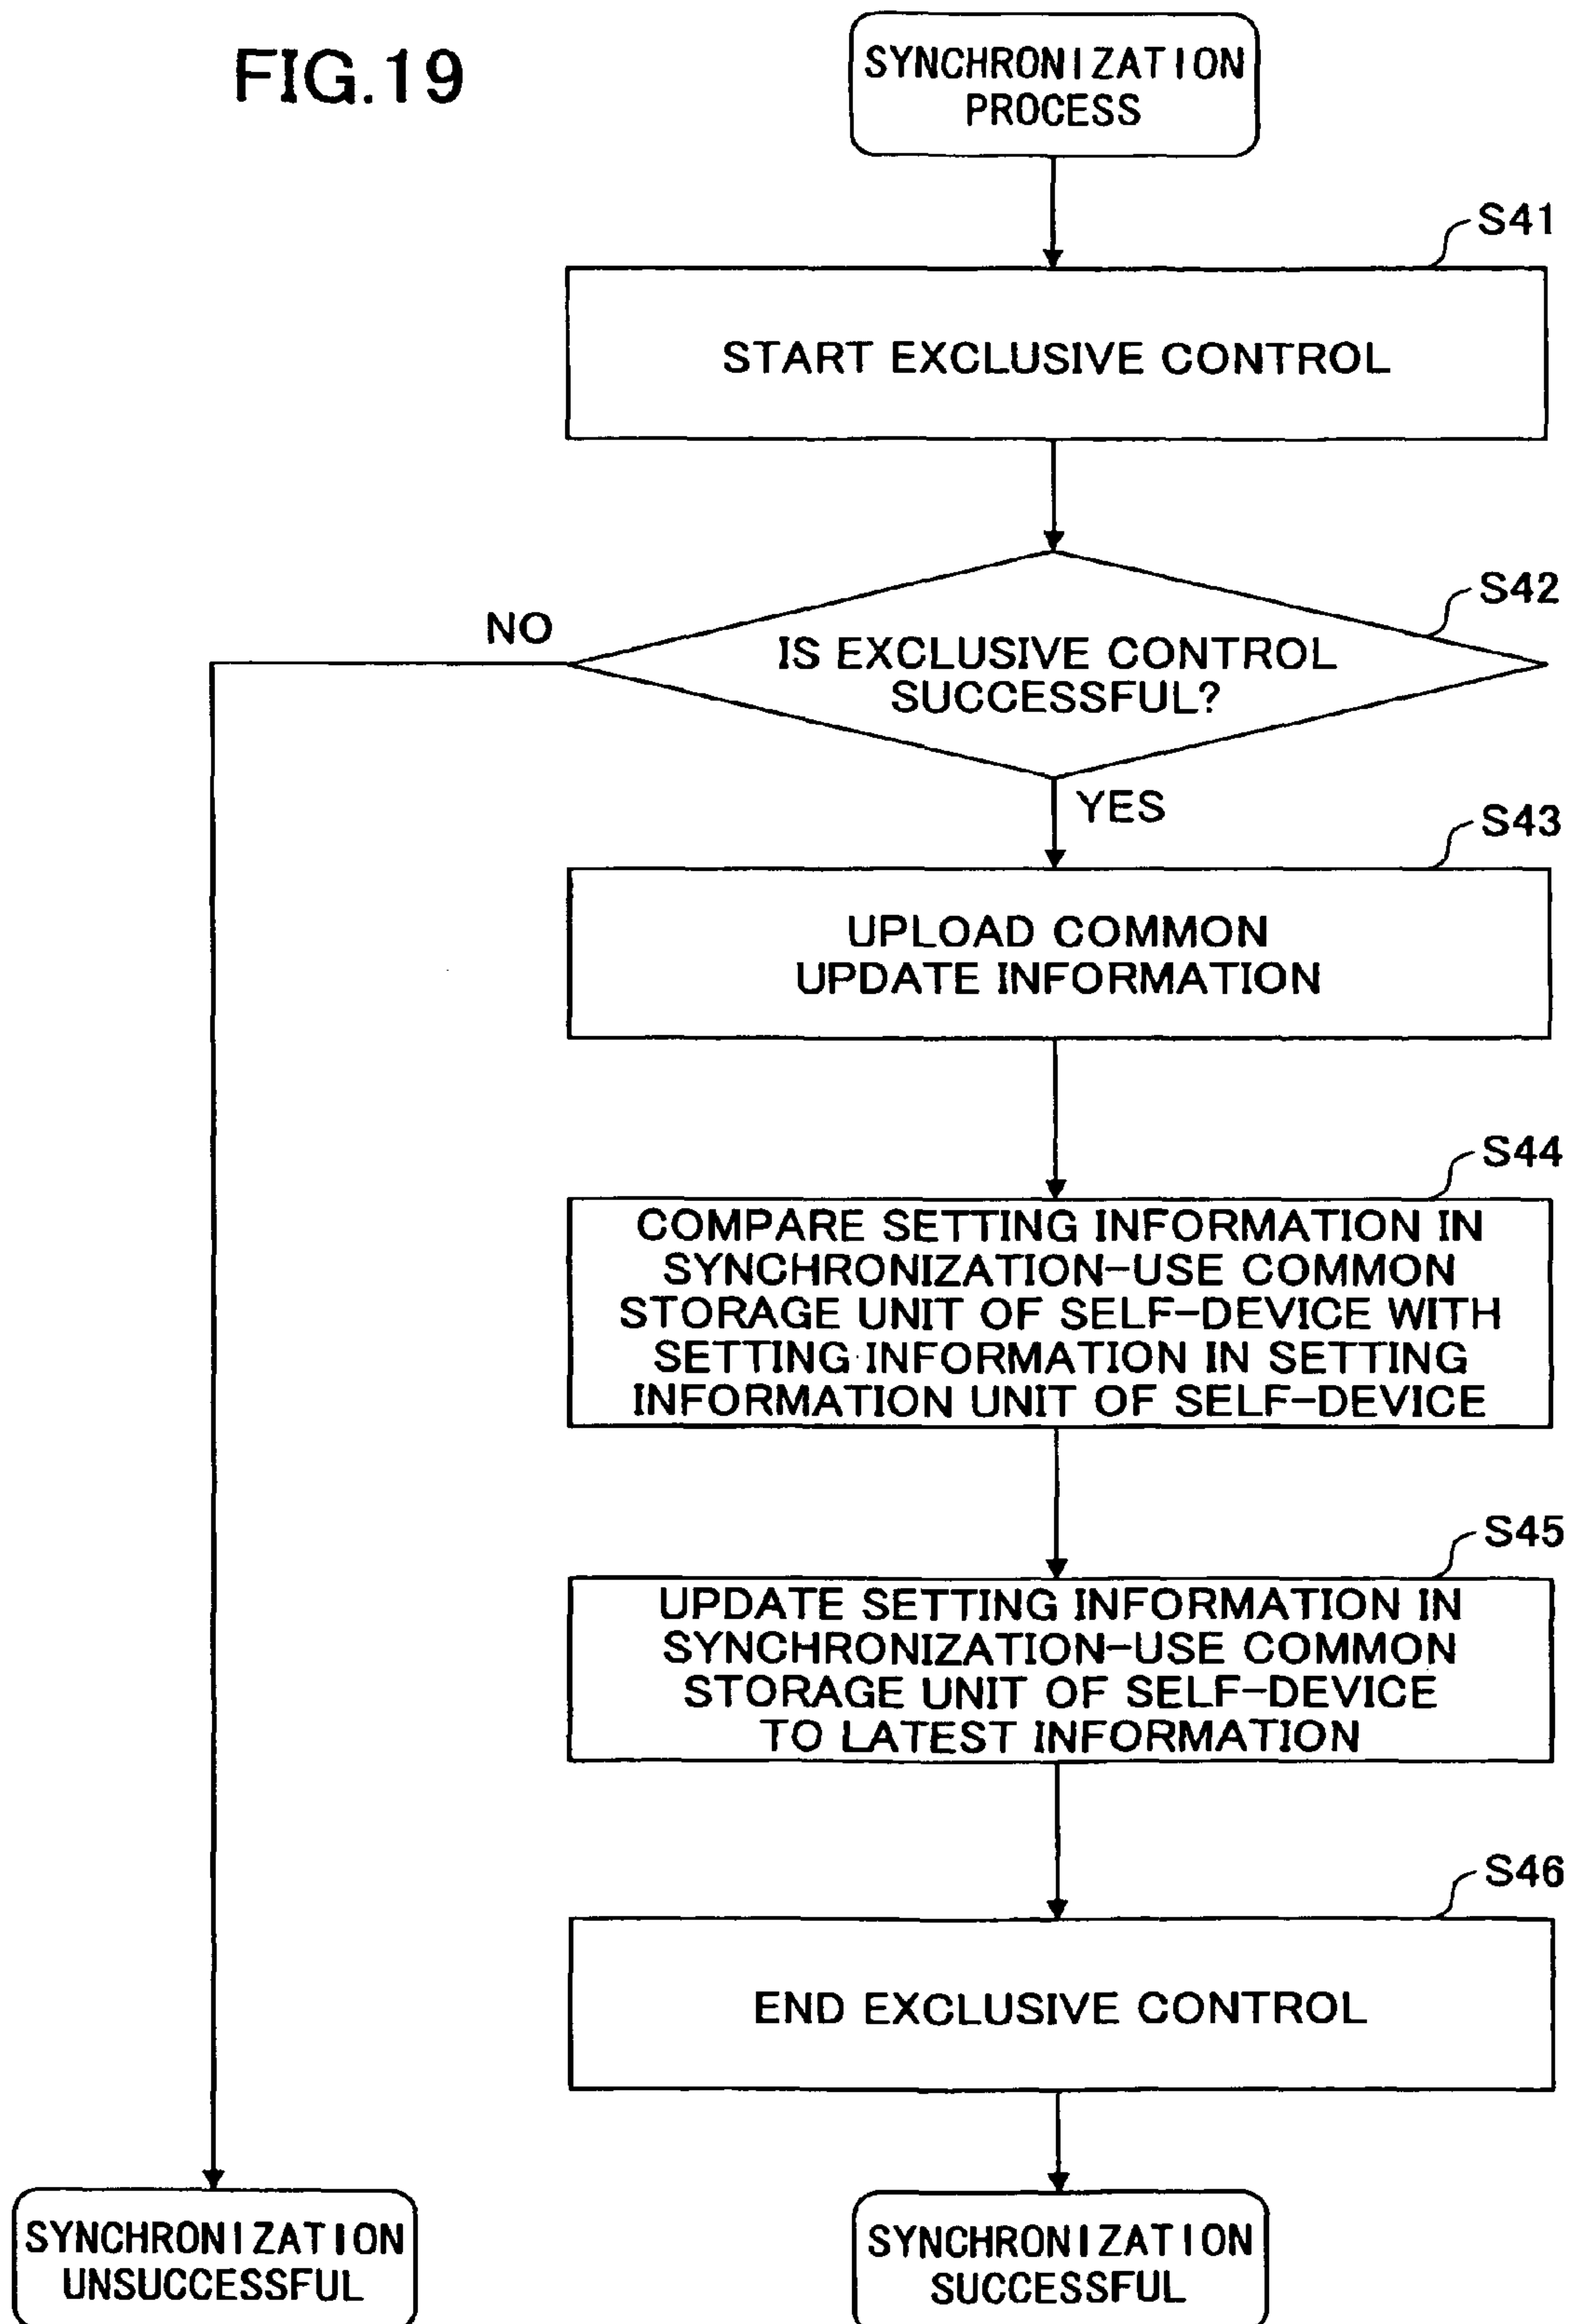 FIG.19
SYNCHRONIZATION
PROCESS
S41
START EXCLUSIVE CONTROL
S42
NO
IS EXCLUSIVE CONTROL
SUCCESSFUL?
YES
S43
UPLOAD COMMON
UPDATE INFORMATION
S44
COMPARE SETTING INFORMATION IN
SYNCHRONIZATION-USE COMMON
STORAGE UNIT OF SELF-DEVICE WITH
SETTING INFORMATION IN SETTING
INFORMATION UNIT OF SELF-DEVICE
S45
UPDATE SETTING INFORMATION IN
SYNCHRONIZATION-USE COMMON
STORAGE UNIT OF SELF-DEVICE
TO LATEST INFORMATION
S46
END EXCLUSIVE CONTROL
SYNCHRONIZATION
UNSUCCESSFUL
SYNCHRONIZATION
SUCCESSFUL